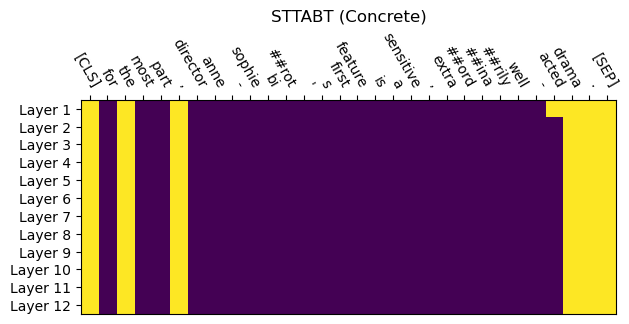 STTABT (Concrete)
[CLS] for the most part , director anne - sophie bi ##rot ' s first feature is a sensitive , extra ##ord ##ina ##rily well - acted drama . [SEP]
Layer 1
Layer 2
Layer 3
Layer 4
Layer 5
Layer 6
Layer 7
Layer 8
Layer 9
Layer 10
Layer 11
Layer 12